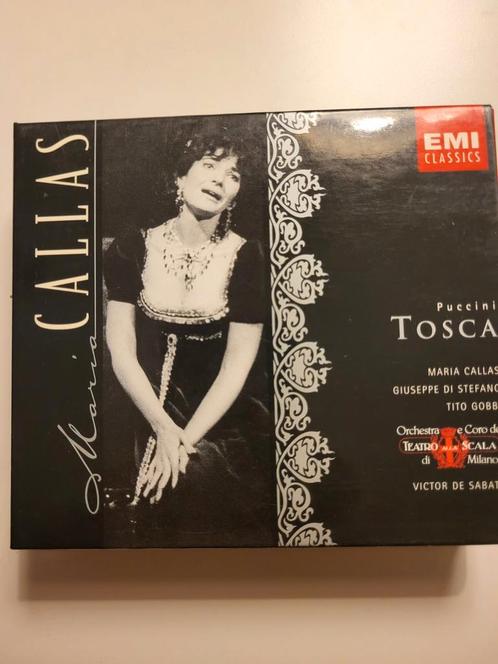 Maria CALLAS
EMI
CLASSICS
Puccini
TOSCA
MARIA CALLAS
GIUSEPPE DI STEFANO
TITO GOBB
Orchestra e Coro de
TEATRO ALLA SCALA
di Milano
VICTOR DE SABAT